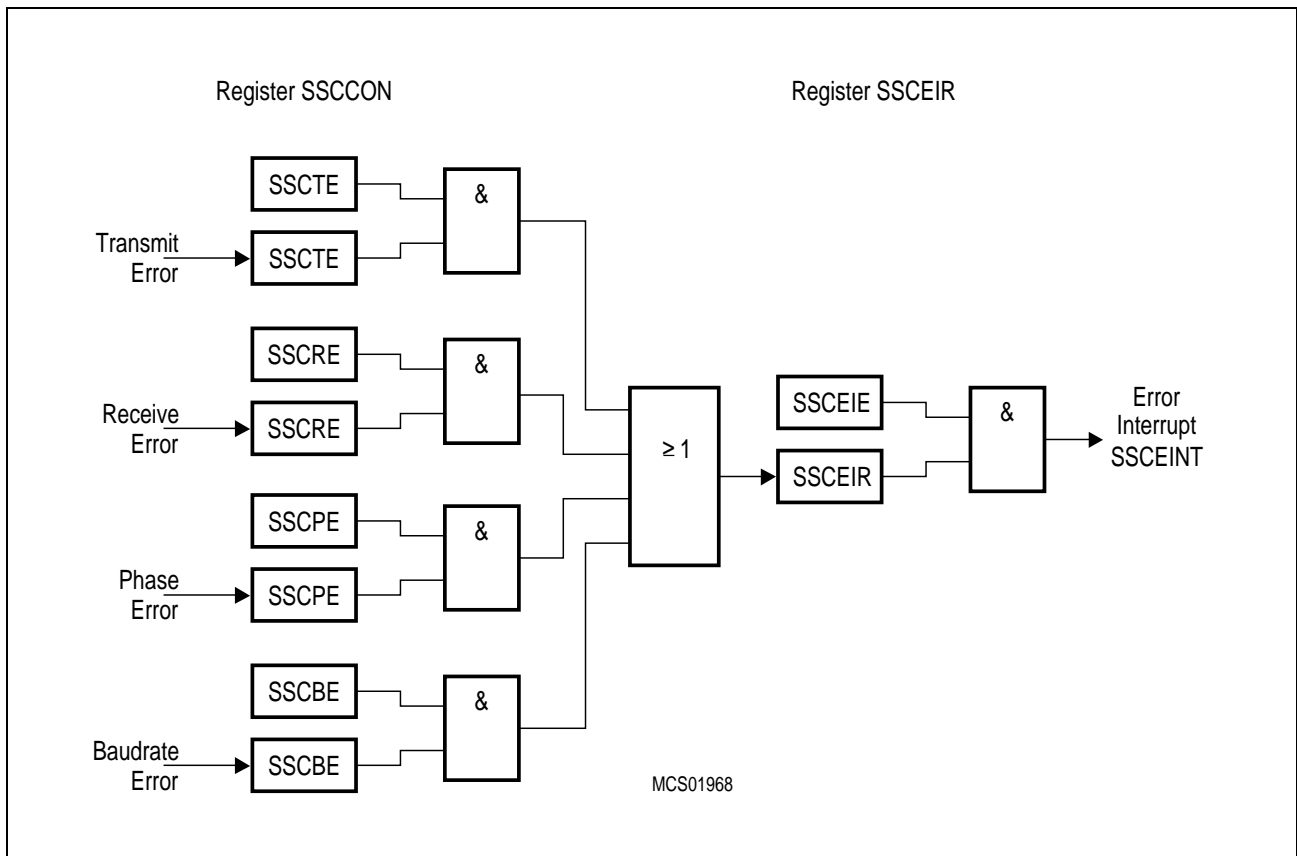 Register SSCCON
Register SSCEIR
SSCTE
&
Transmit
Error
SSCTE
SSCRE
&
Receive
Error
SSCRE
SSCPE
&
Phase
Error
SSCPE
SSCBE
&
Baudrate
Error
SSCBE
≥ 1
SSCEIE
SSCEIR
&
Error
Interrupt
SSCEINT
MCS01968